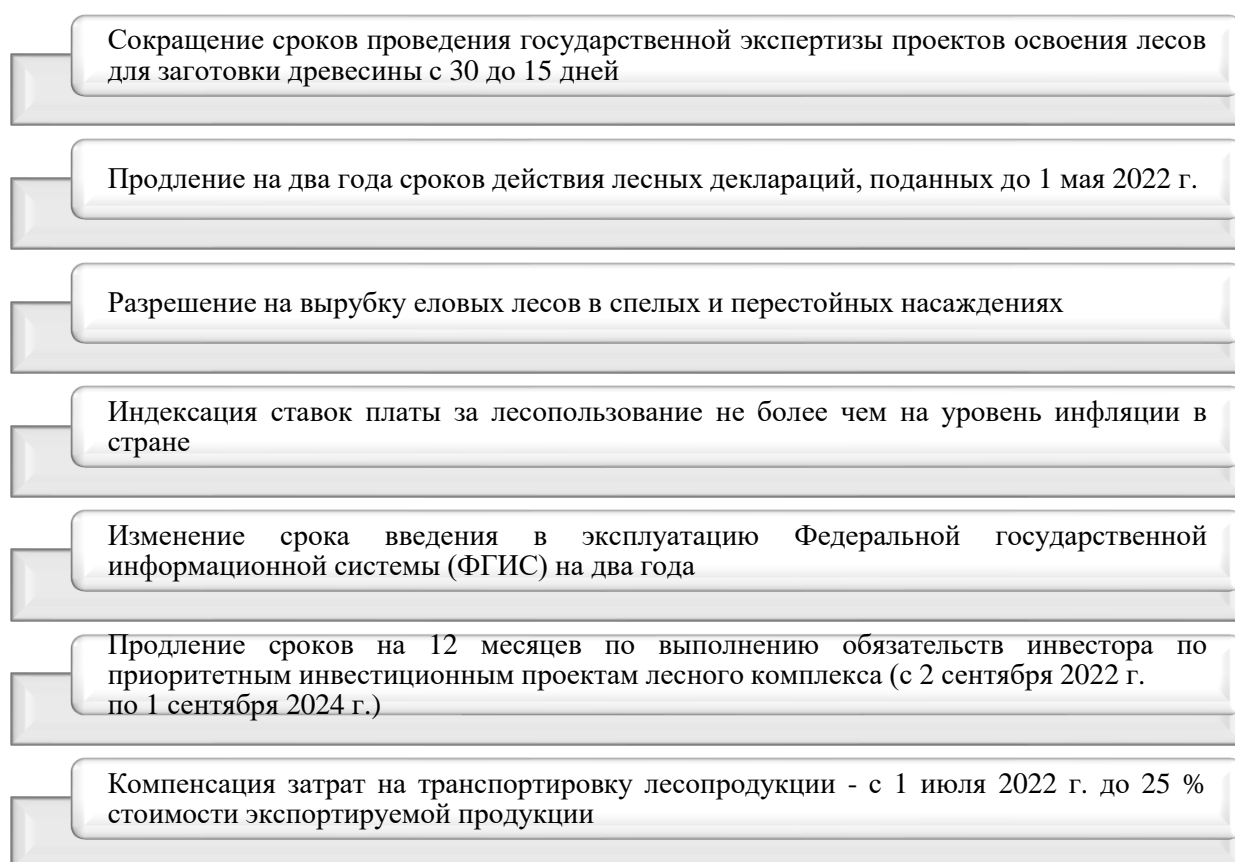 Сокращение сроков проведения государственной экспертизы проектов освоения лесов
для заготовки древесины с 30 до 15 дней
Продление на два года сроков действия лесных деклараций, поданных до 1 мая 2022 г.
Разрешение на вырубку еловых лесов в спелых и перестойных насаждениях
Индексация ставок платы за лесопользование не более чем на уровень инфляции в
стране
Изменение срока введения в эксплуатацию Федеральной государственной
информационной системы (ФГИС) на два года
Продление сроков на 12 месяцев по выполнению обязательств инвестора по
приоритетным инвестиционным проектам лесного комплекса (с 2 сентября 2022 г.
по 1 сентября 2024 г.)
Компенсация затрат на транспортировку лесопродукции - с 1 июля 2022 г. до 25 %
стоимости экспортируемой продукции